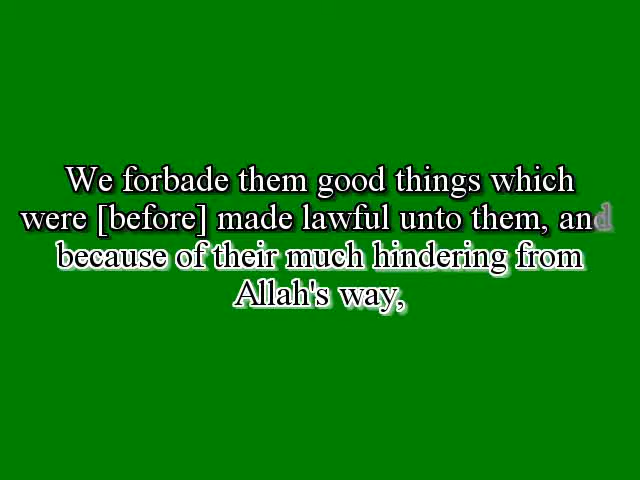 We forbade them good things which
were [before] made lawful unto them, and
because of their much hindering from
Allah's way,